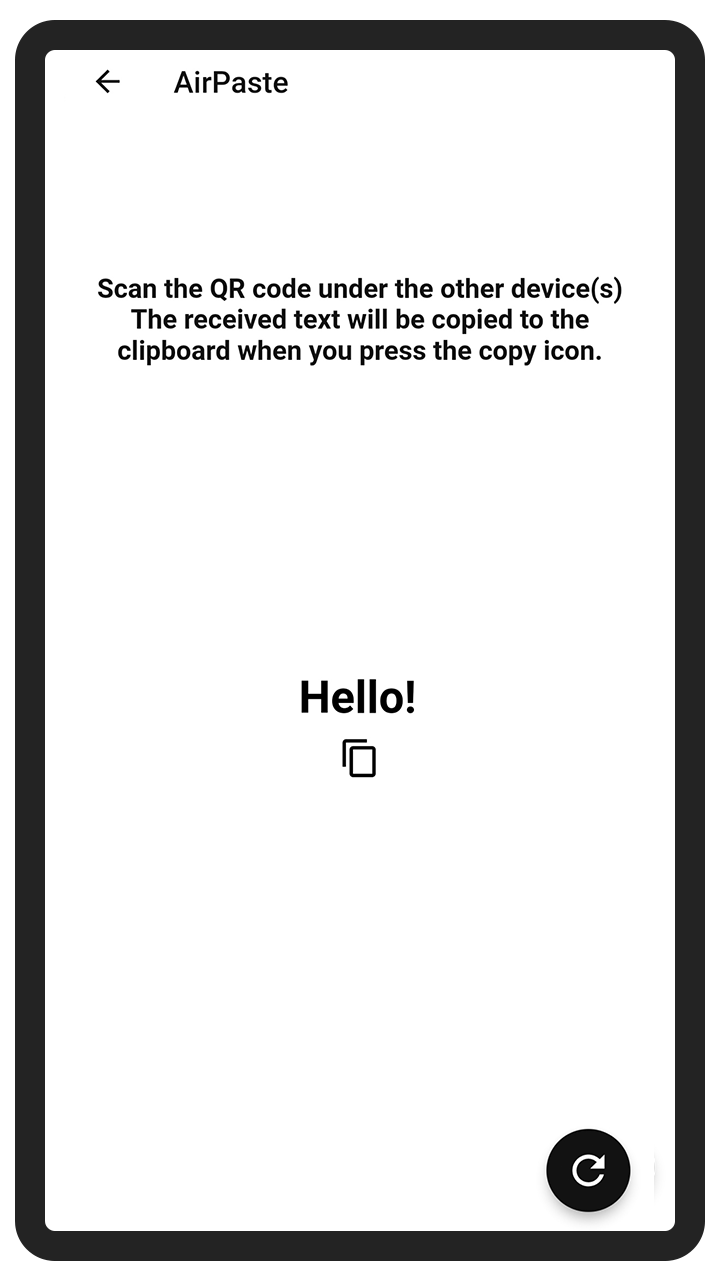 AirPaste
Scan the QR code under the other device(s)
The received text will be copied to the
clipboard when you press the copy icon.
Hello!